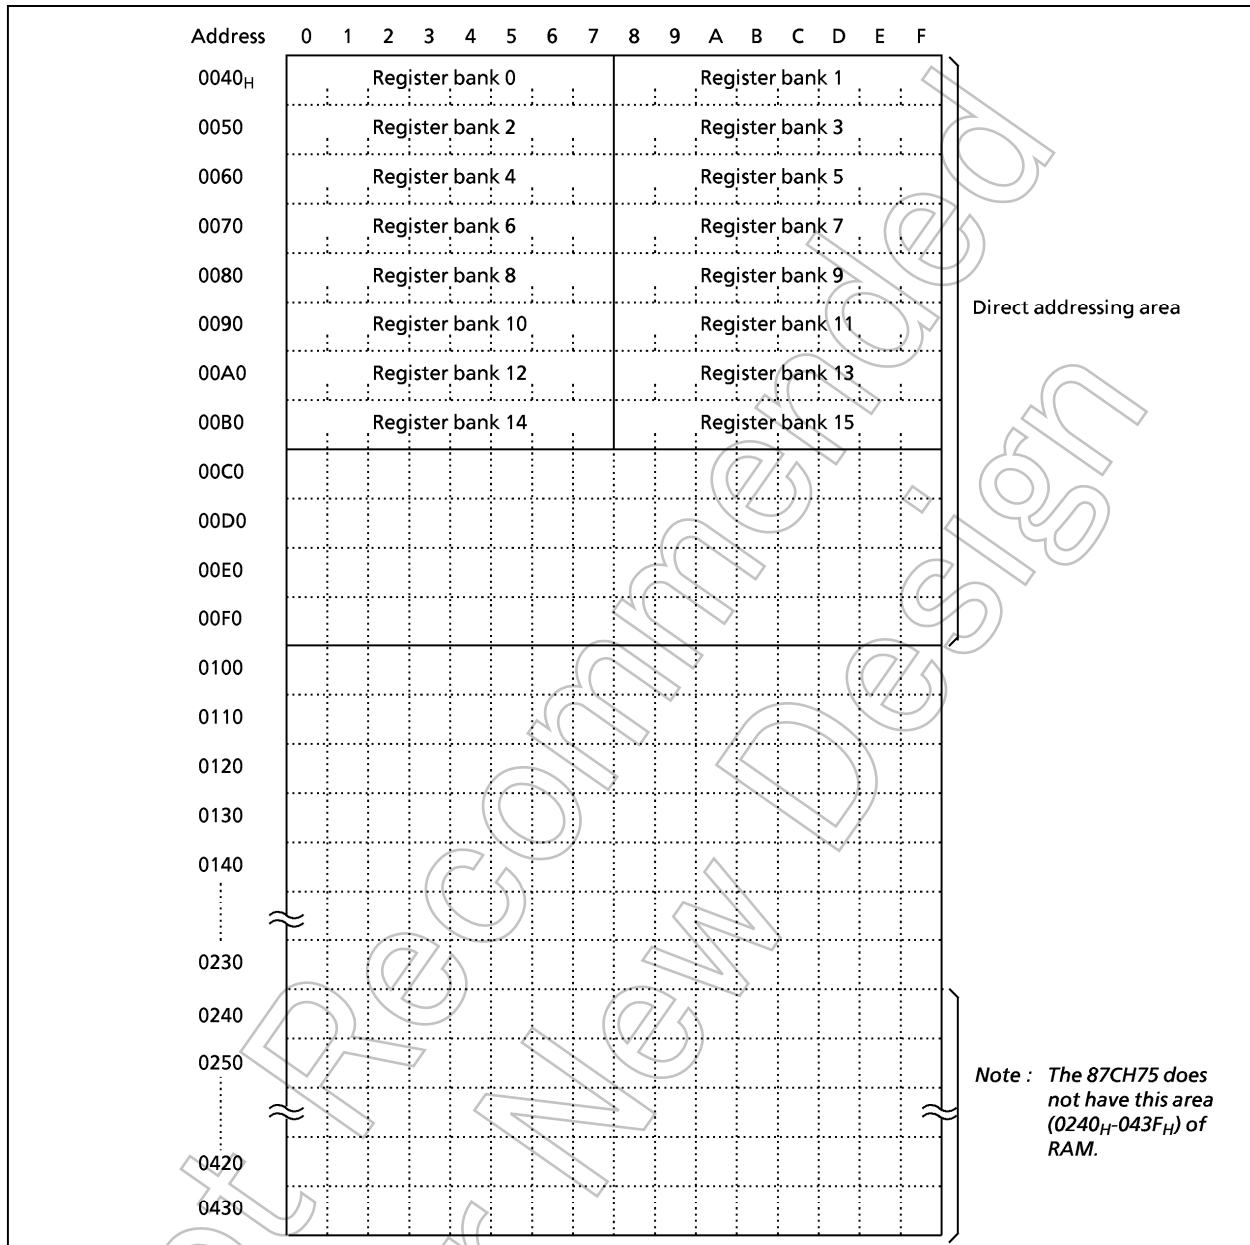 Address 0 1 2 3 4 5 6 7 8 9 A B C D E F
0040H Register bank 0 Register bank 1
0050 Register bank 2 Register bank 3
0060 Register bank 4 Register bank 5
0070 Register bank 6 Register bank 7
0080 Register bank 8 Register bank 9
Direct addressing area
0090 Register bank 10 Register bank 11
00A0 Register bank 12 Register bank 13
00B0 Register bank 14 Register bank 15
00C0
00D0
00E0
00F0
0100
0110
0120
0130
0140
0230
0240
0250
Note : The 87CH75 does
not have this area
(0240H-043FH) of
RAM.
0420
0430
Recommended
New Design